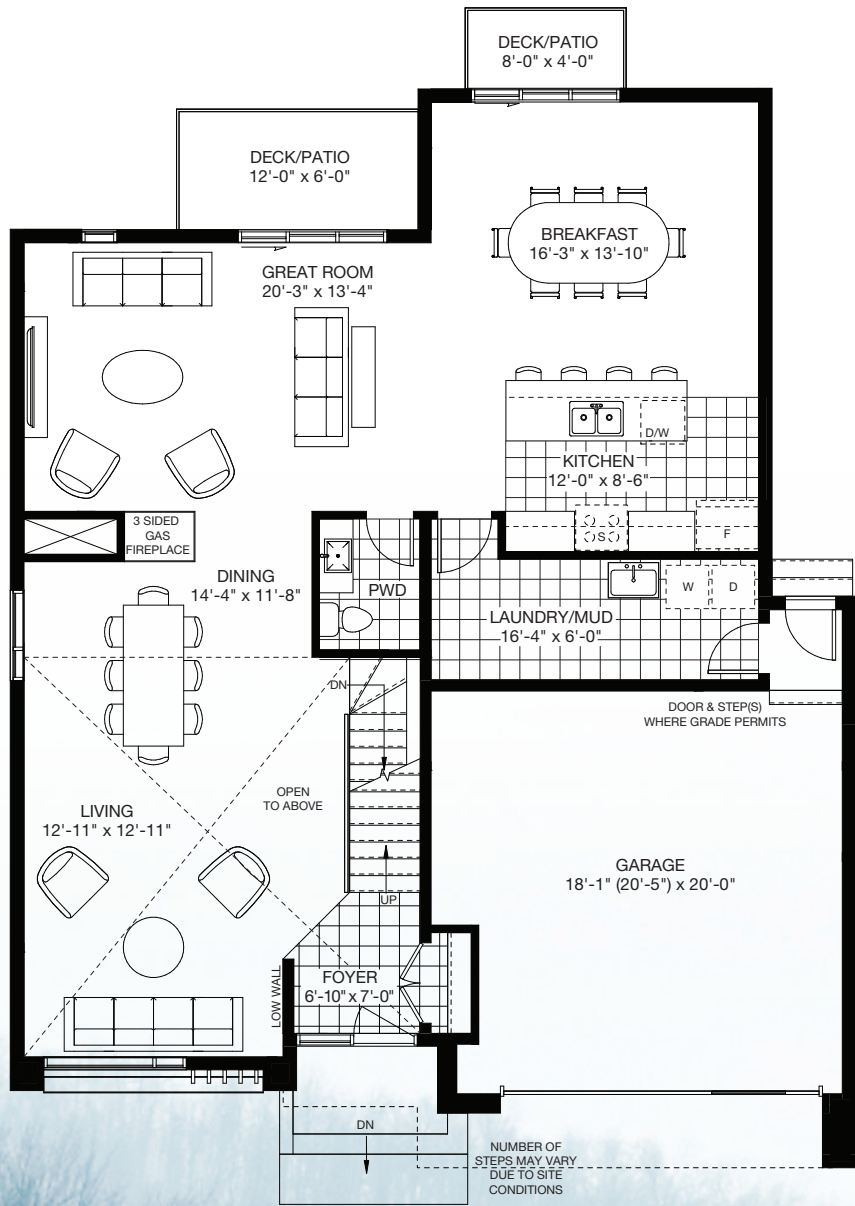 DECK/PATIO
8'-0" x 4'-0"
DECK/PATIO
12'-0" x 6'-0"
BREAKFAST
16'-3" x 13'-10"
GREAT ROOM
20'-3" x 13'-4"
D/W
KITCHEN
12'-0" x 8'-6"
3 SIDED
GAS
FIREPLACE
S
F
DINING
14'-4" x 11'-8"
PWD
W
D
LAUNDRY/MUD
16'-4" x 6'-0"
DN
DOOR & STEP(S)
WHERE GRADE PERMITS
OPEN
TO ABOVE
LIVING
12'-11" x 12'-11"
GARAGE
18'-1" (20'-5") x 20'-0"
UP
LOW WALL
FOYER
6'-10" x 7'-0"
DN
NUMBER OF
STEPS MAY VARY
DUE TO SITE
CONDITIONS